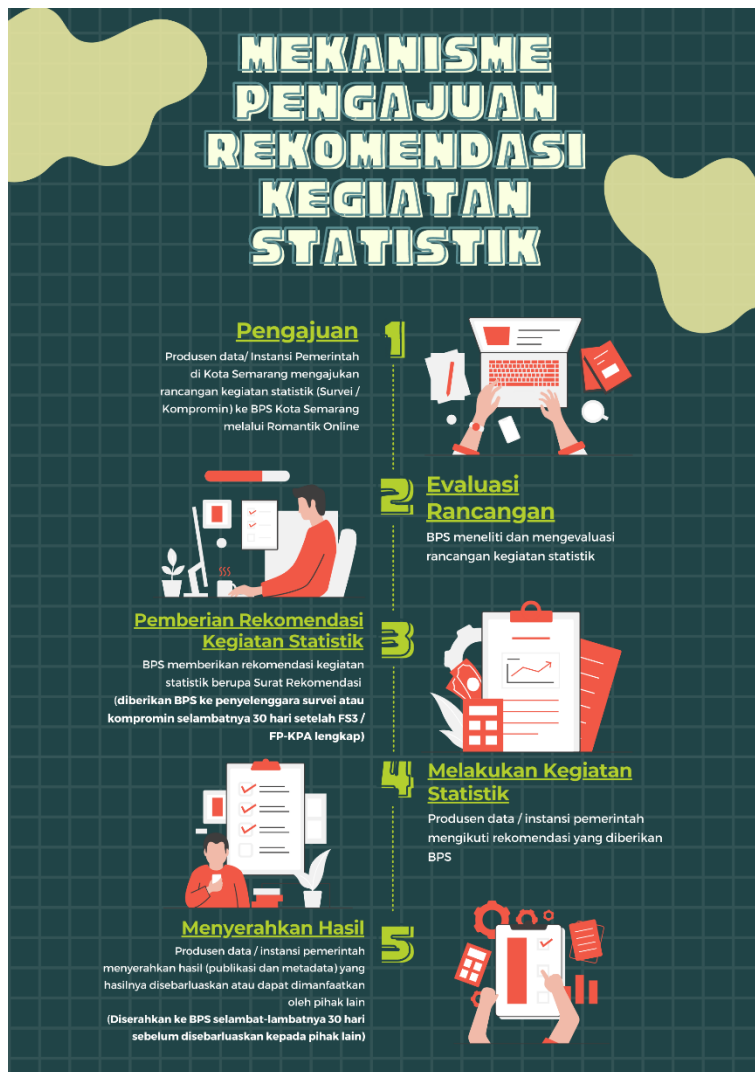 MEKANISME
PENGAJUAN
REKOMENDASI
KEGIATAN
STATISTIK
Pengajuan
1
Produsen data/ Instansi Pemerintah
di Kota Semarang mengajukan
rancangan kegiatan statistik (Survei /
Kompromin) ke BPS Kota Semarang
melalui Romantik Online
2
Evaluasi
Rancangan
BPS meneliti dan mengevaluasi
rancangan kegiatan statistik
Pemberian Rekomendasi
Kegiatan Statistik
3
BPS memberikan rekomendasi kegiatan
statistik berupa Surat Rekomendasi
(diberikan BPS ke penyelenggara survei atau
kompromin selambatnya 30 hari setelah FS3 /
FP-KPA lengkap)
4
Melakukan Kegiatan
Statistik
Produsen data / instansi pemerintah
mengikuti rekomendasi yang diberikan
BPS
Menyerahkan Hasil
5
Produsen data / instansi pemerintah
menyerahkan hasil (publikasi dan metadata) yang
hasilnya disebarluaskan atau dapat dimanfaatkan
oleh pihak lain
(Diserahkan ke BPS selambat-lambatnya 30 hari
sebelum disebarluaskan kepada pihak lain)